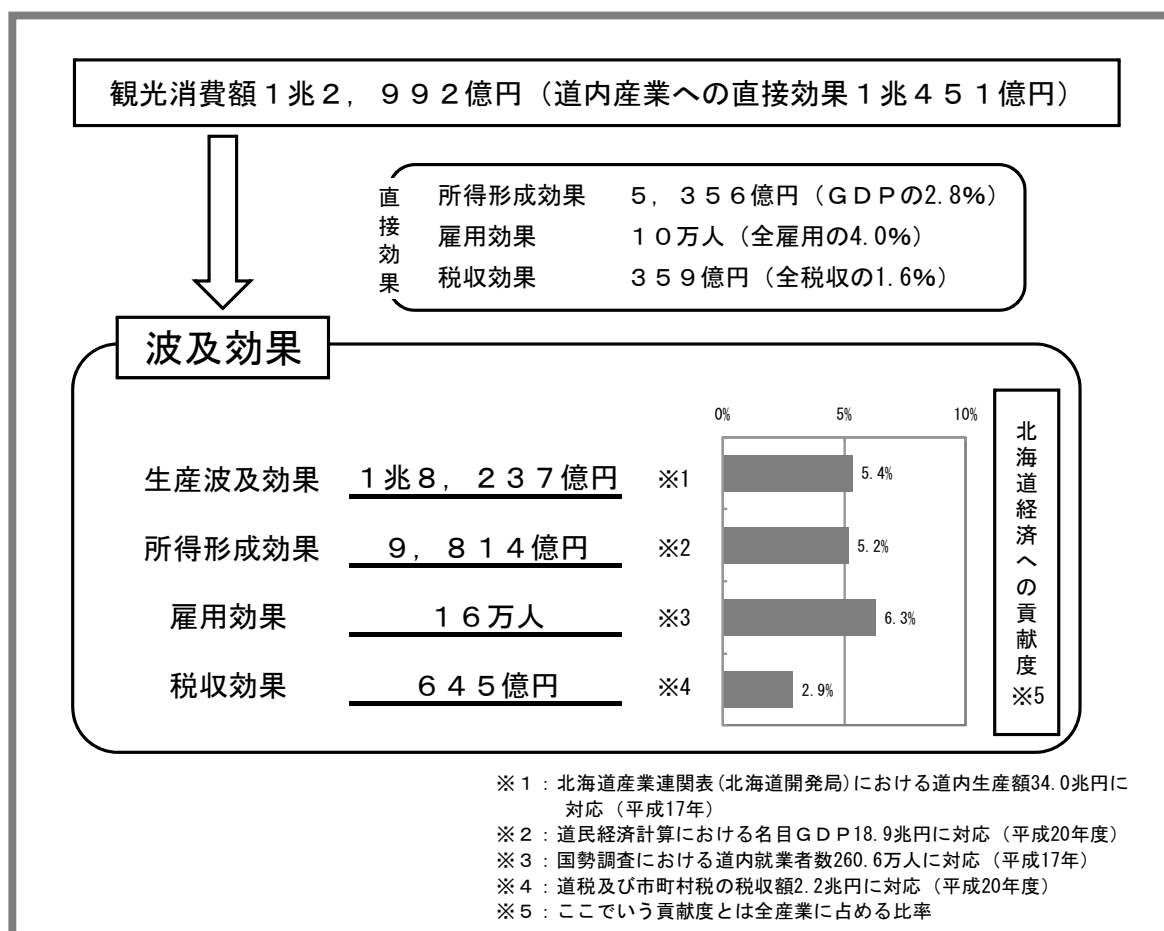 観光消費額１兆２，９９２億円（道内産業への直接効果１兆４５１億円）
直接効果
所得形成効果　５，３５６億円（ＧＤＰの2.8%）
雇用効果　１０万人（全雇用の4.0%）
税収効果　３５９億円（全税収の1.6%）
波及効果
0%　5%　10%
生産波及効果　１兆８，２３７億円　※1　5.4%
所得形成効果　９，８１４億円　※2　5.2%
雇用効果　１６万人　※3　6.3%
税収効果　６４５億円　※4　2.9%
北海道経済への貢献度※5
※１：北海道産業連関表(北海道開発局)における道内生産額34.0兆円に
対応（平成17年）
※２：道民経済計算における名目ＧＤＰ18.9兆円に対応（平成20年度）
※３：国勢調査における道内就業者数260.6万人に対応（平成17年）
※４：道税及び市町村税の税収額2.2兆円に対応（平成20年度）
※５：ここでいう貢献度とは全産業に占める比率